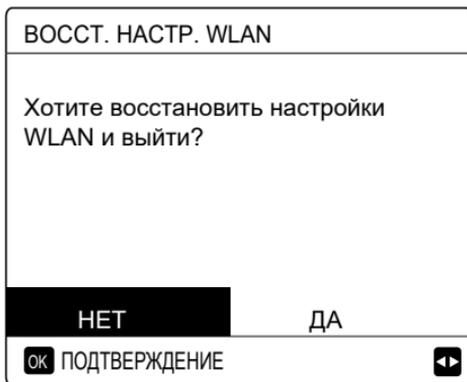 ВОССТ. НАСТР. WLAN
Хотите восстановить настройки
WLAN и выйти?
НЕТ ДА
OK ПОДТВЕРЖДЕНИЕ